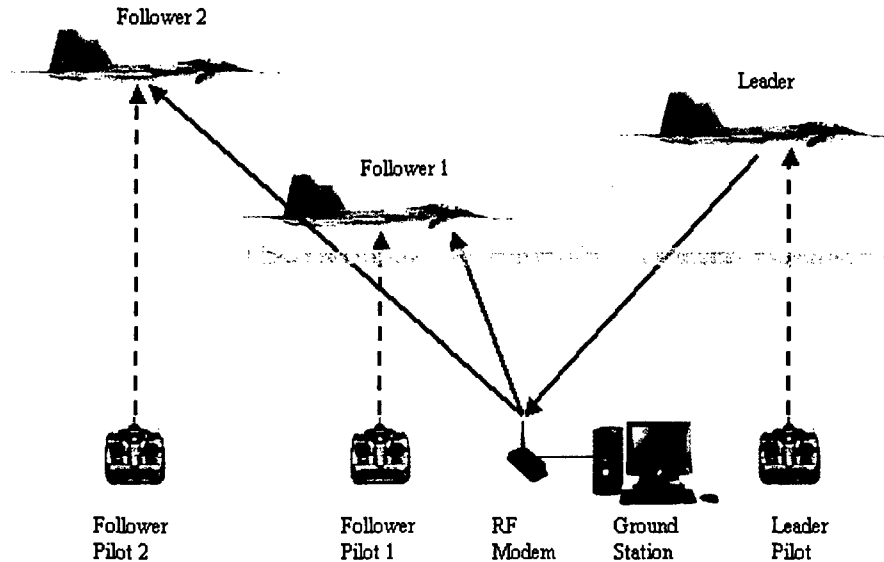 Follower 2
Leader
Follower 1
Follower
Pilot 2
Follower
Pilot 1
RF
Modem
Ground
Station
Leader
Pilot